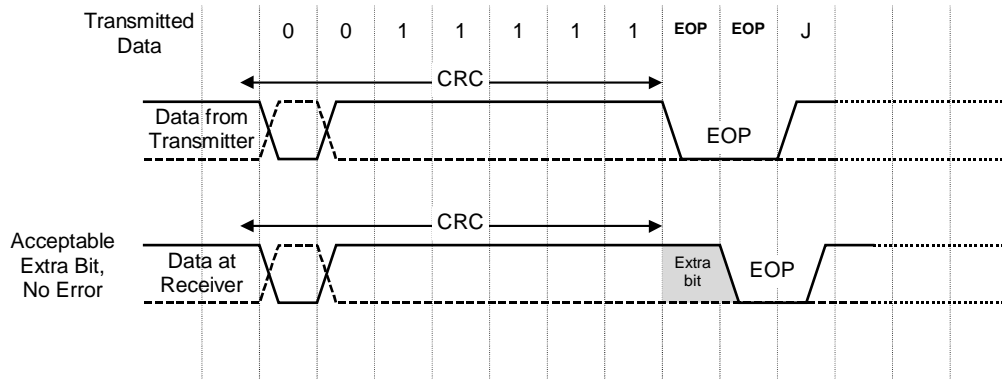 Transmitted
Data
0 0 1 1 1 1 1 EOP EOP J
CRC
Data from
Transmitter
EOP
CRC
Acceptable
Extra Bit,
No Error
Data at
Receiver
Extra
bit
EOP